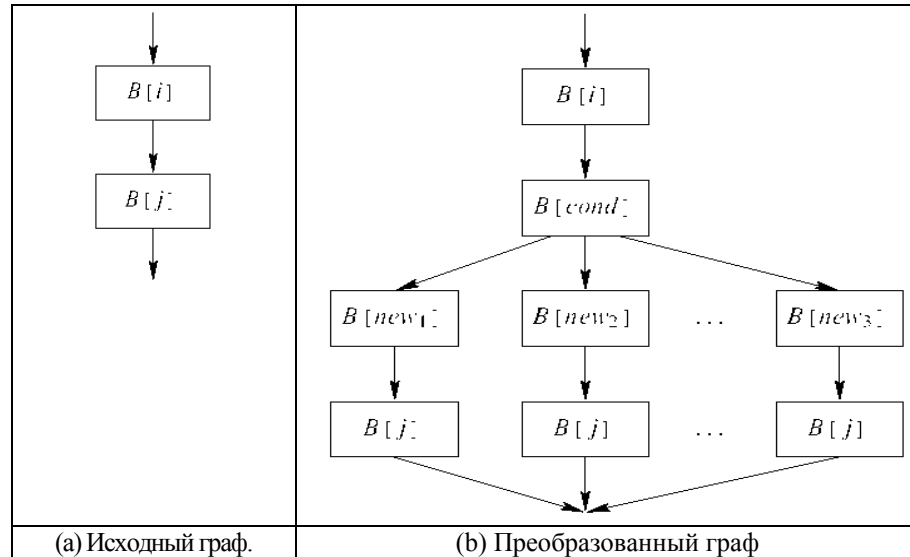 B[i]
B[j]
(a) Исходный граф.
B[i]
B[cond]
B[new₁] B[new₂] ... B[new₃]
B[j] B[j] ... B[j]
(b) Преобразованный граф